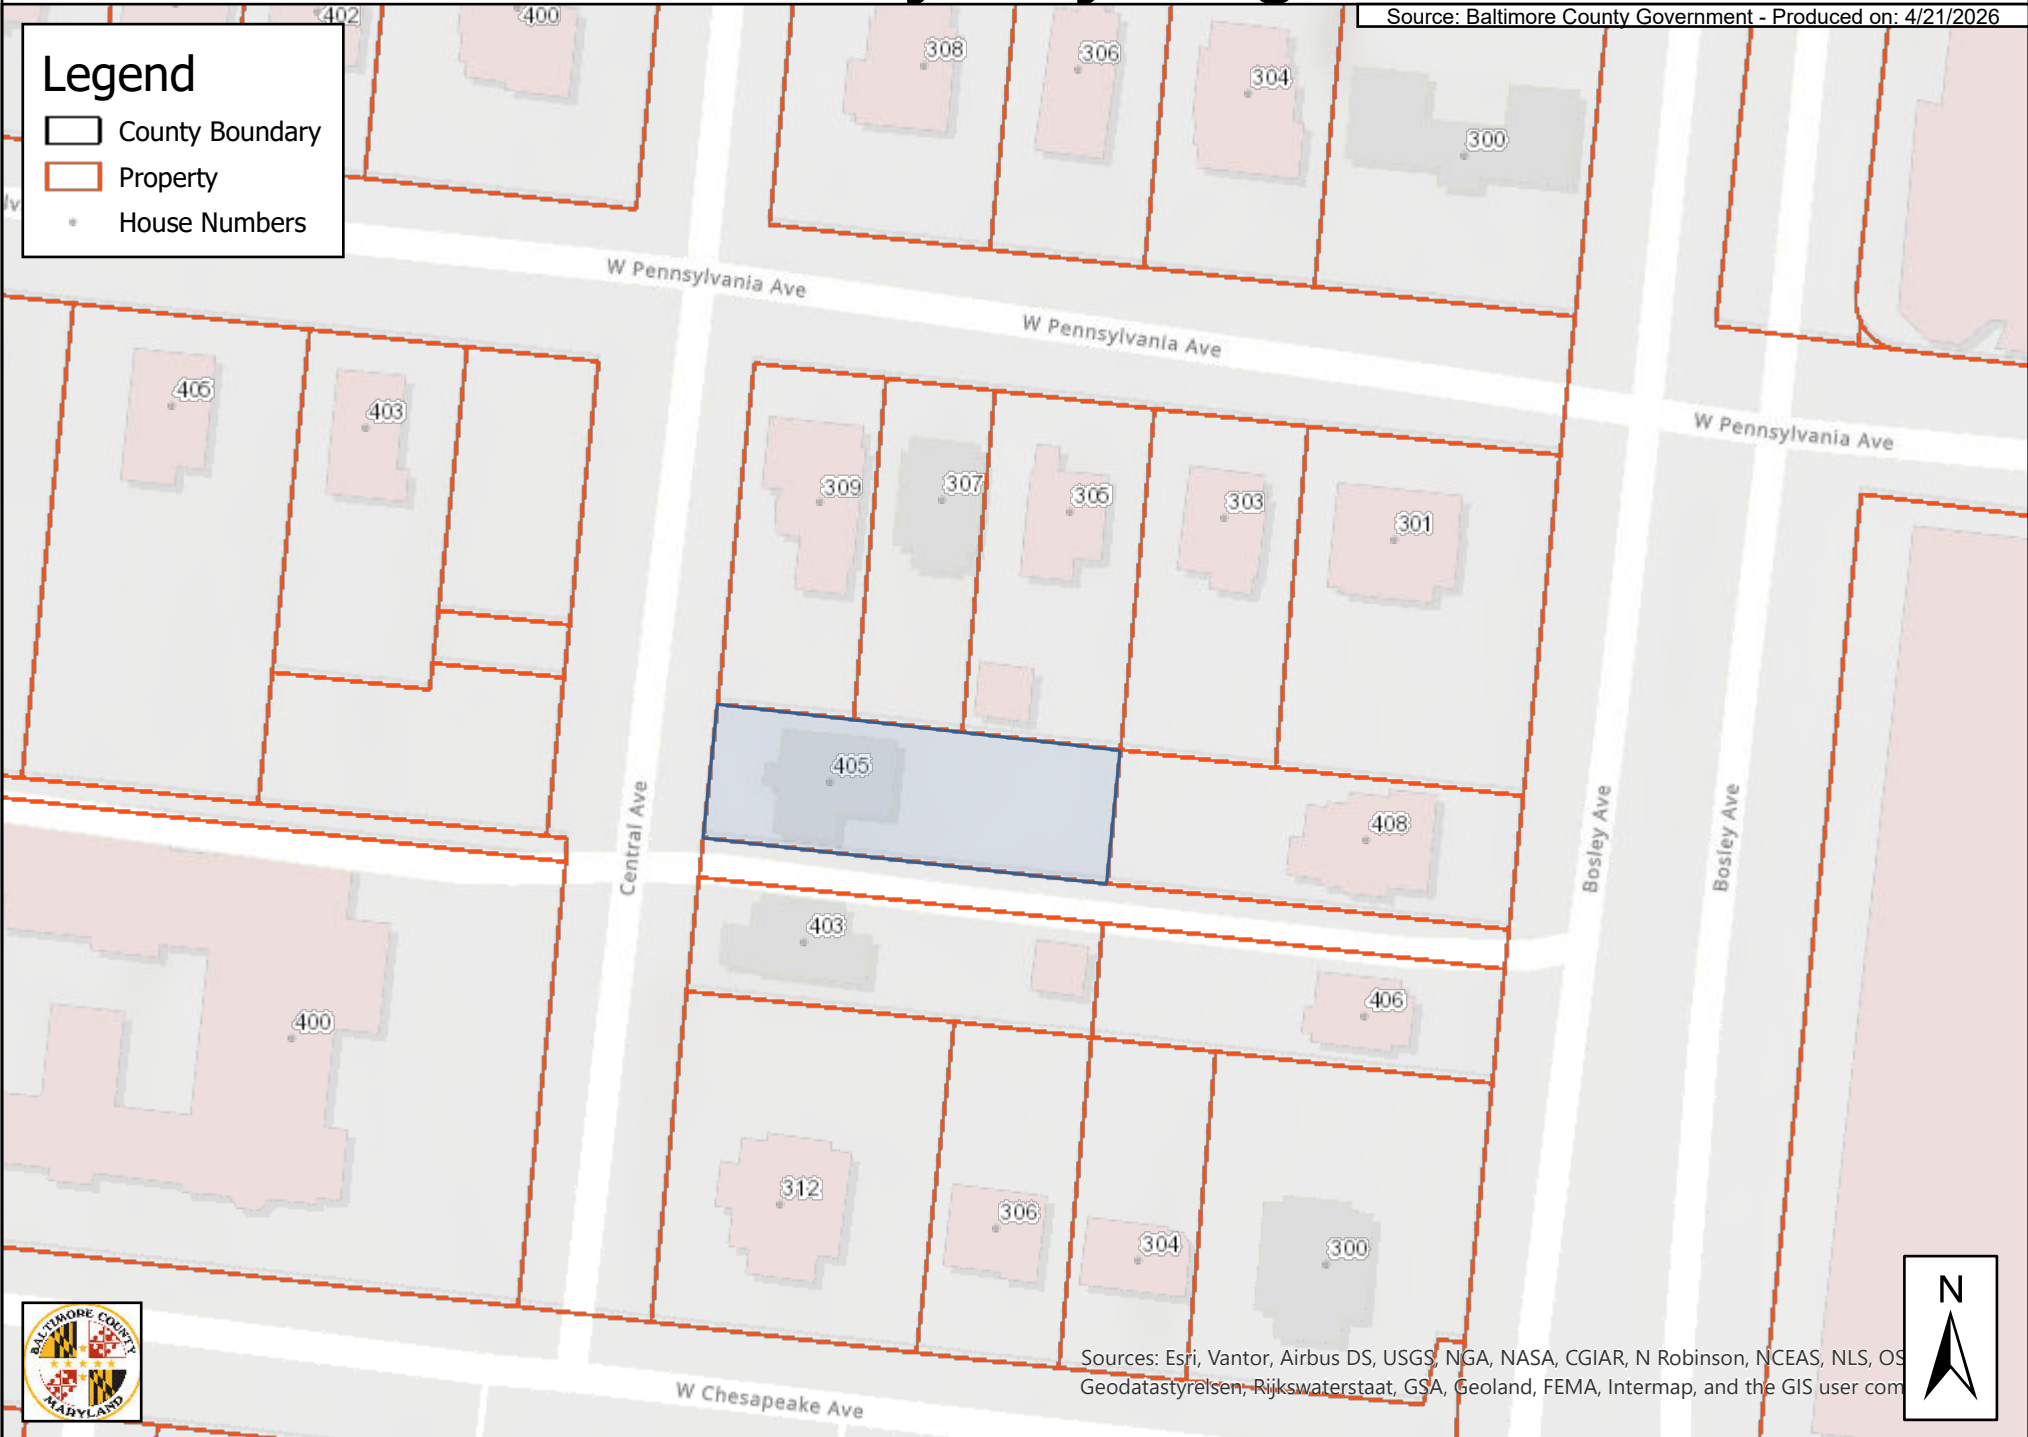 Source: Baltimore County Government - Produced on: 4/21/2026
Legend
County Boundary
Property
House Numbers
402
400
308
306
304
300
W Pennsylvania Ave
W Pennsylvania Ave
W Pennsylvania Ave
405
403
309
307
305
303
301
405
408
Central Ave
Bosley Ave
Bosley Ave
403
406
400
312
306
304
300
W Chesapeake Ave
BALTIMORE COUNTY
MARYLAND
N
Sources: Esri, Vantor, Airbus DS, USGS, NGA, NASA, CGIAR, N Robinson, NCEAS, NLS, OS
Geodatastyrelsen, Rijkswaterstaat, GSA, Geoland, FEMA, Intermap, and the GIS user com